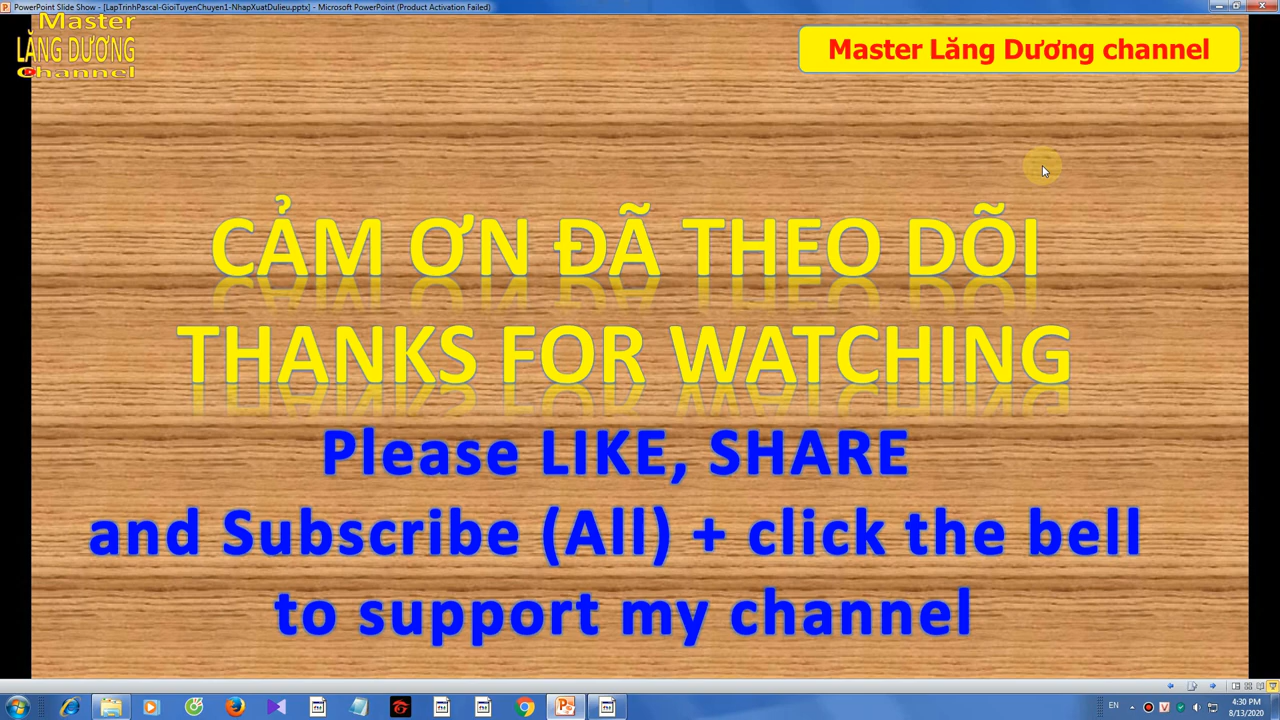 PowerPoint Slide Show - [LapTrinhPascal-GioiTuyenChuyen1-NhapXuatDulieu.pptx] - Microsoft PowerPoint (Product Activation Failed)
Master
LĂNG DƯƠNG
Channel
Master Lăng Dương channel
CẢM ƠN ĐÃ THEO DÕI
THANKS FOR WATCHING
Please LIKE, SHARE
and Subscribe (All) + click the bell
to support my channel
EN
4:30 PM
8/13/2020